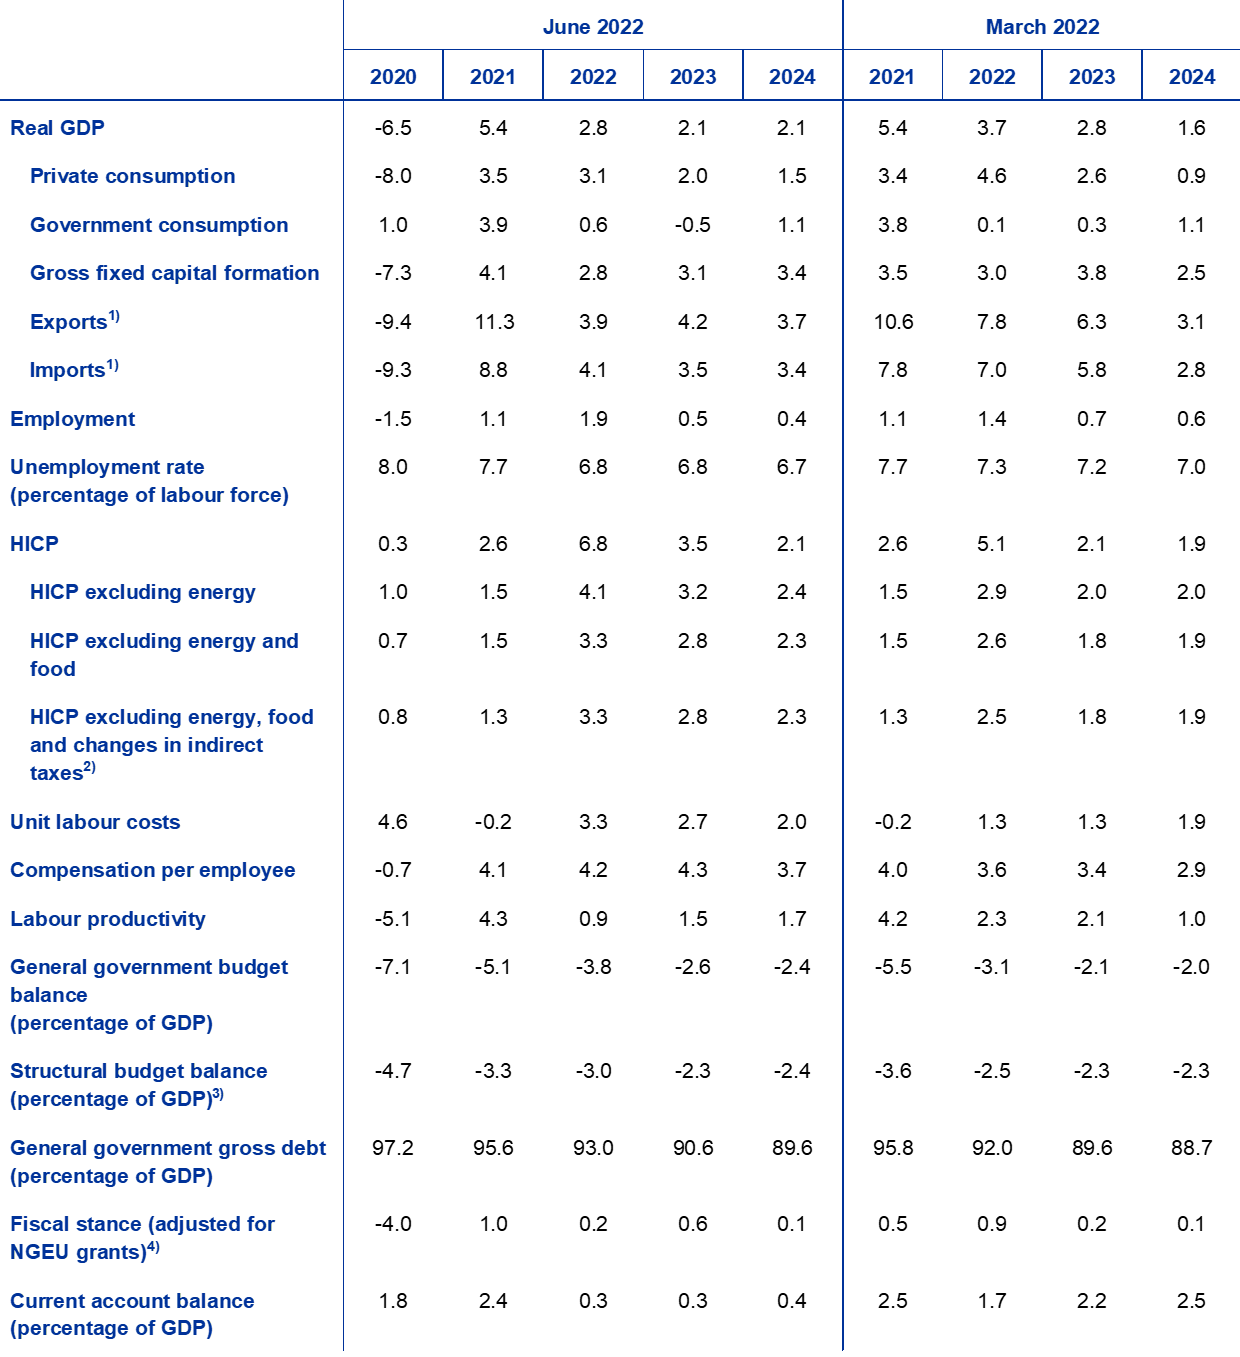 June 2022 March 2022
2020 2021 2022 2023 2024 2021 2022 2023 2024
Real GDP -6.5 5.4 2.8 2.1 2.1 5.4 3.7 2.8 1.6
Private consumption -8.0 3.5 3.1 2.0 1.5 3.4 4.6 2.6 0.9
Government consumption 1.0 3.9 0.6 -0.5 1.1 3.8 0.1 0.3 1.1
Gross fixed capital formation -7.3 4.1 2.8 3.1 3.4 3.5 3.0 3.8 2.5
Exports1) -9.4 11.3 3.9 4.2 3.7 10.6 7.8 6.3 3.1
Imports1) -9.3 8.8 4.1 3.5 3.4 7.8 7.0 5.8 2.8
Employment -1.5 1.1 1.9 0.5 0.4 1.1 1.4 0.7 0.6
Unemployment rate 8.0 7.7 6.8 6.8 6.7 7.7 7.3 7.2 7.0
(percentage of labour force)
HICP 0.3 2.6 6.8 3.5 2.1 2.6 5.1 2.1 1.9
HICP excluding energy 1.0 1.5 4.1 3.2 2.4 1.5 2.9 2.0 2.0
HICP excluding energy and 0.7 1.5 3.3 2.8 2.3 1.5 2.6 1.8 1.9
food
HICP excluding energy, food 0.8 1.3 3.3 2.8 2.3 1.3 2.5 1.8 1.9
and changes in indirect
taxes2)
Unit labour costs 4.6 -0.2 3.3 2.7 2.0 -0.2 1.3 1.3 1.9
Compensation per employee -0.7 4.1 4.2 4.3 3.7 4.0 3.6 3.4 2.9
Labour productivity -5.1 4.3 0.9 1.5 1.7 4.2 2.3 2.1 1.0
General government budget -7.1 -5.1 -3.8 -2.6 -2.4 -5.5 -3.1 -2.1 -2.0
balance
(percentage of GDP)
Structural budget balance -4.7 -3.3 -3.0 -2.3 -2.4 -3.6 -2.5 -2.3 -2.3
(percentage of GDP)3)
General government gross debt 97.2 95.6 93.0 90.6 89.6 95.8 92.0 89.6 88.7
(percentage of GDP)
Fiscal stance (adjusted for -4.0 1.0 0.2 0.6 0.1 0.5 0.9 0.2 0.1
NGEU grants)4)
Current account balance 1.8 2.4 0.3 0.3 0.4 2.5 1.7 2.2 2.5
(percentage of GDP)